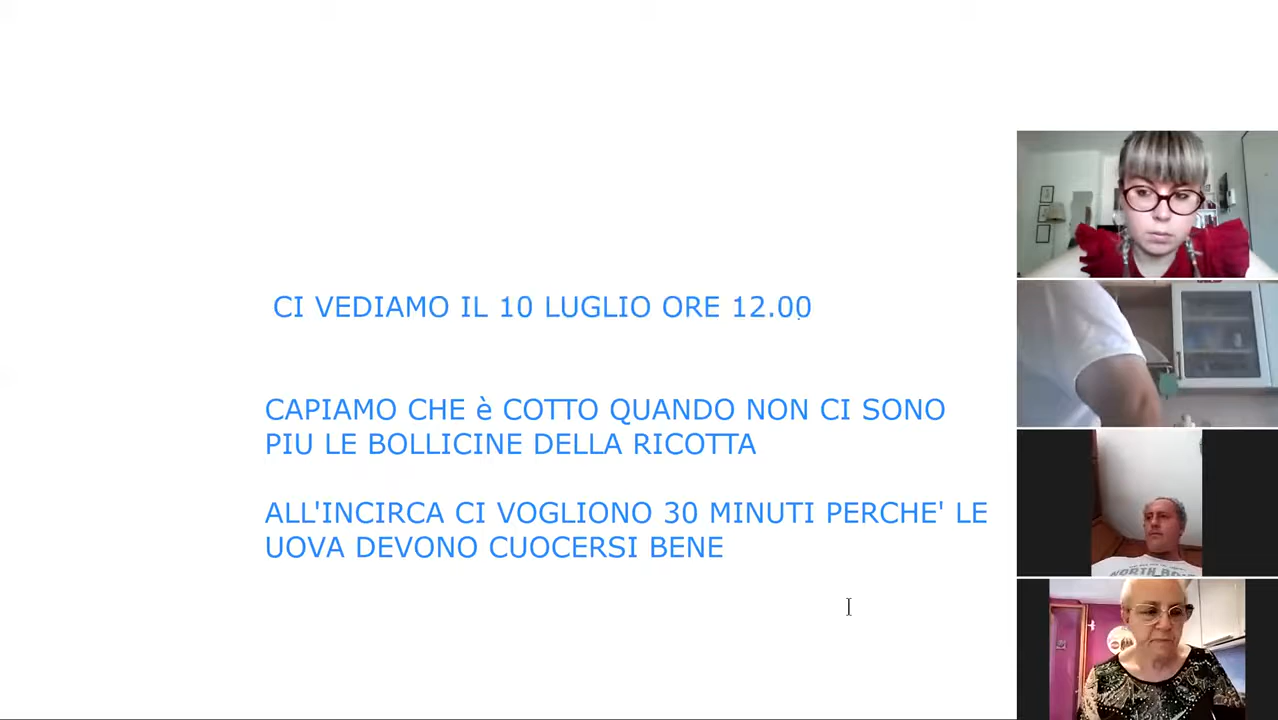 CI VEDIAMO IL 10 LUGLIO ORE 12.00
CAPIAMO CHE è COTTO QUANDO NON CI SONO
PIU LE BOLLICINE DELLA RICOTTA
ALL'INCIRCA CI VOGLIONO 30 MINUTI PERCHE' LE
UOVA DEVONO CUOCERSI BENE
NORTH